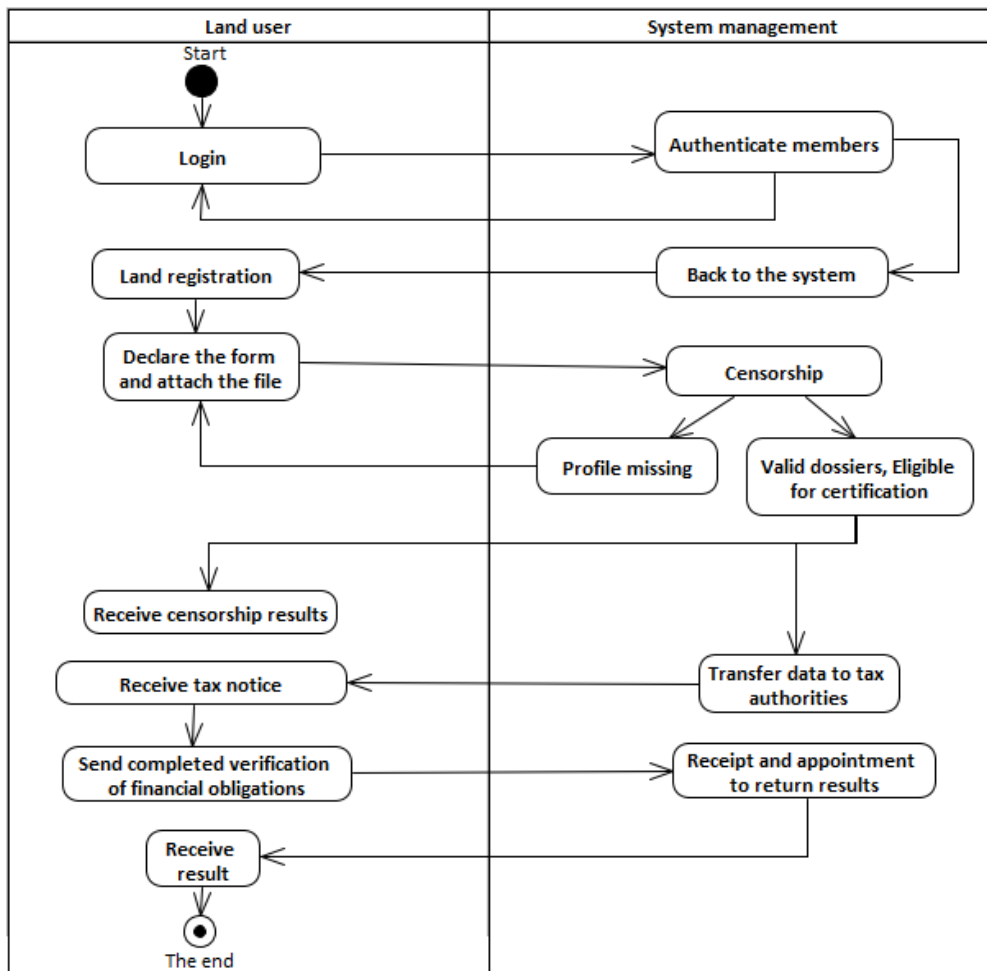 Land user
System management
Start
Login
Authenticate members
Land registration
Back to the system
Declare the form
and attach the file
Censorship
Profile missing
Valid dossiers, Eligible
for certification
Receive censorship results
Receive tax notice
Transfer data to tax
authorities
Send completed verification
of financial obligations
Receipt and appointment
to return results
Receive
result
The end